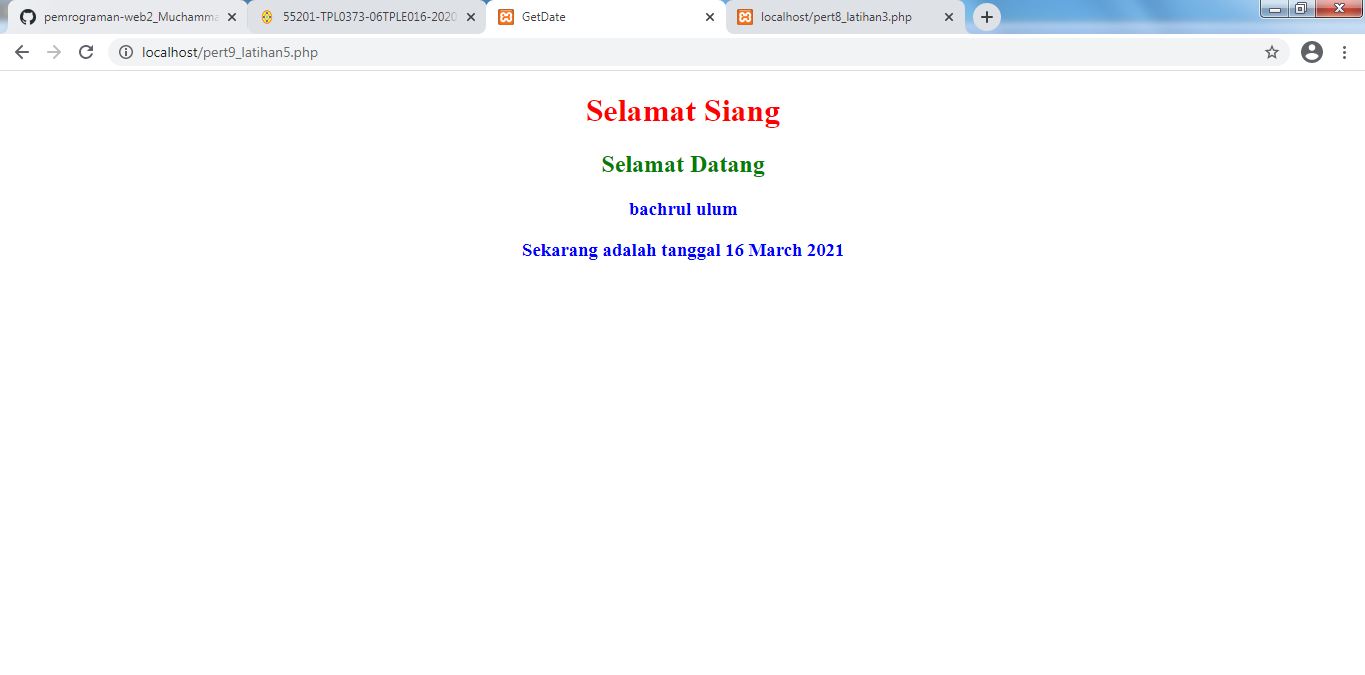 pemrograman-web2_Muchamma
55201-TPL0373-06TPLE016-2020
GetDate
localhost/pert8_latihan3.php
localhost/pert9_latihan5.php
Selamat Siang
Selamat Datang
bachrul ulum
Sekarang adalah tanggal 16 March 2021